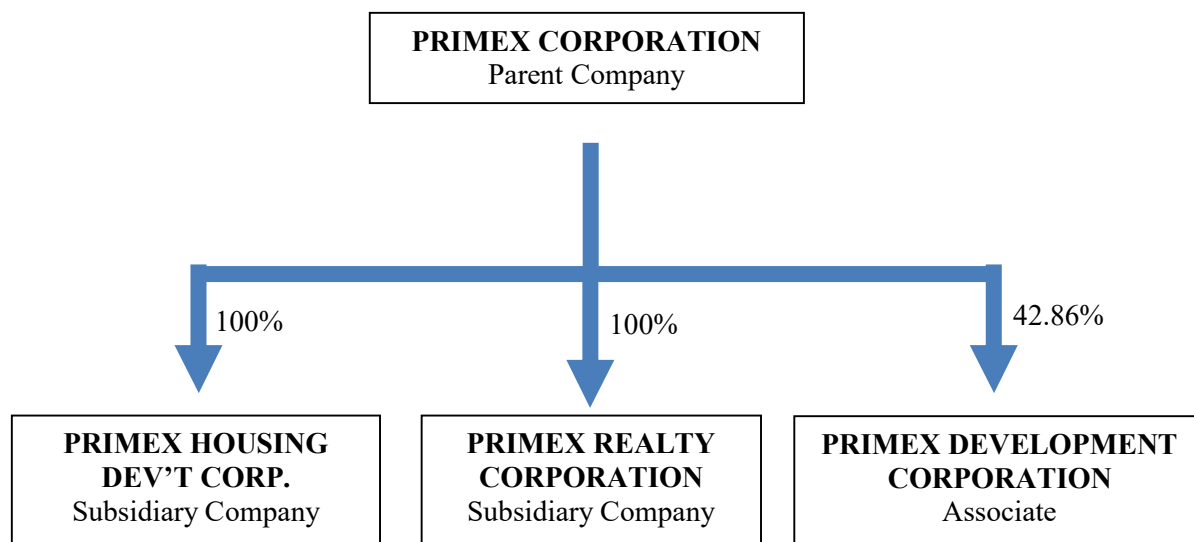 PRIMEX CORPORATION
Parent Company
100%
100%
42.86%
PRIMEX HOUSING
DEV’T CORP.
Subsidiary Company
PRIMEX REALTY
CORPORATION
Subsidiary Company
PRIMEX DEVELOPMENT
CORPORATION
Associate